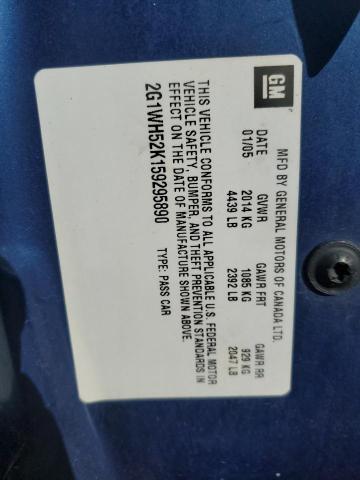 GM
MFD BY GENERAL MOTORS OF CANADA LTD.
DATE GVWR GAWR FRT GAWR RR
01/05 2014 KG 1085 KG 929 KG
4439 LB 2392 LB 2047 LB
THIS VEHICLE CONFORMS TO ALL APPLICABLE U.S. FEDERAL MOTOR
VEHICLE SAFETY, BUMPER, AND THEFT PREVENTION STANDARDS IN
EFFECT ON THE DATE OF MANUFACTURE SHOWN ABOVE.
2G1WH52K159295890 TYPE: PASS CAR